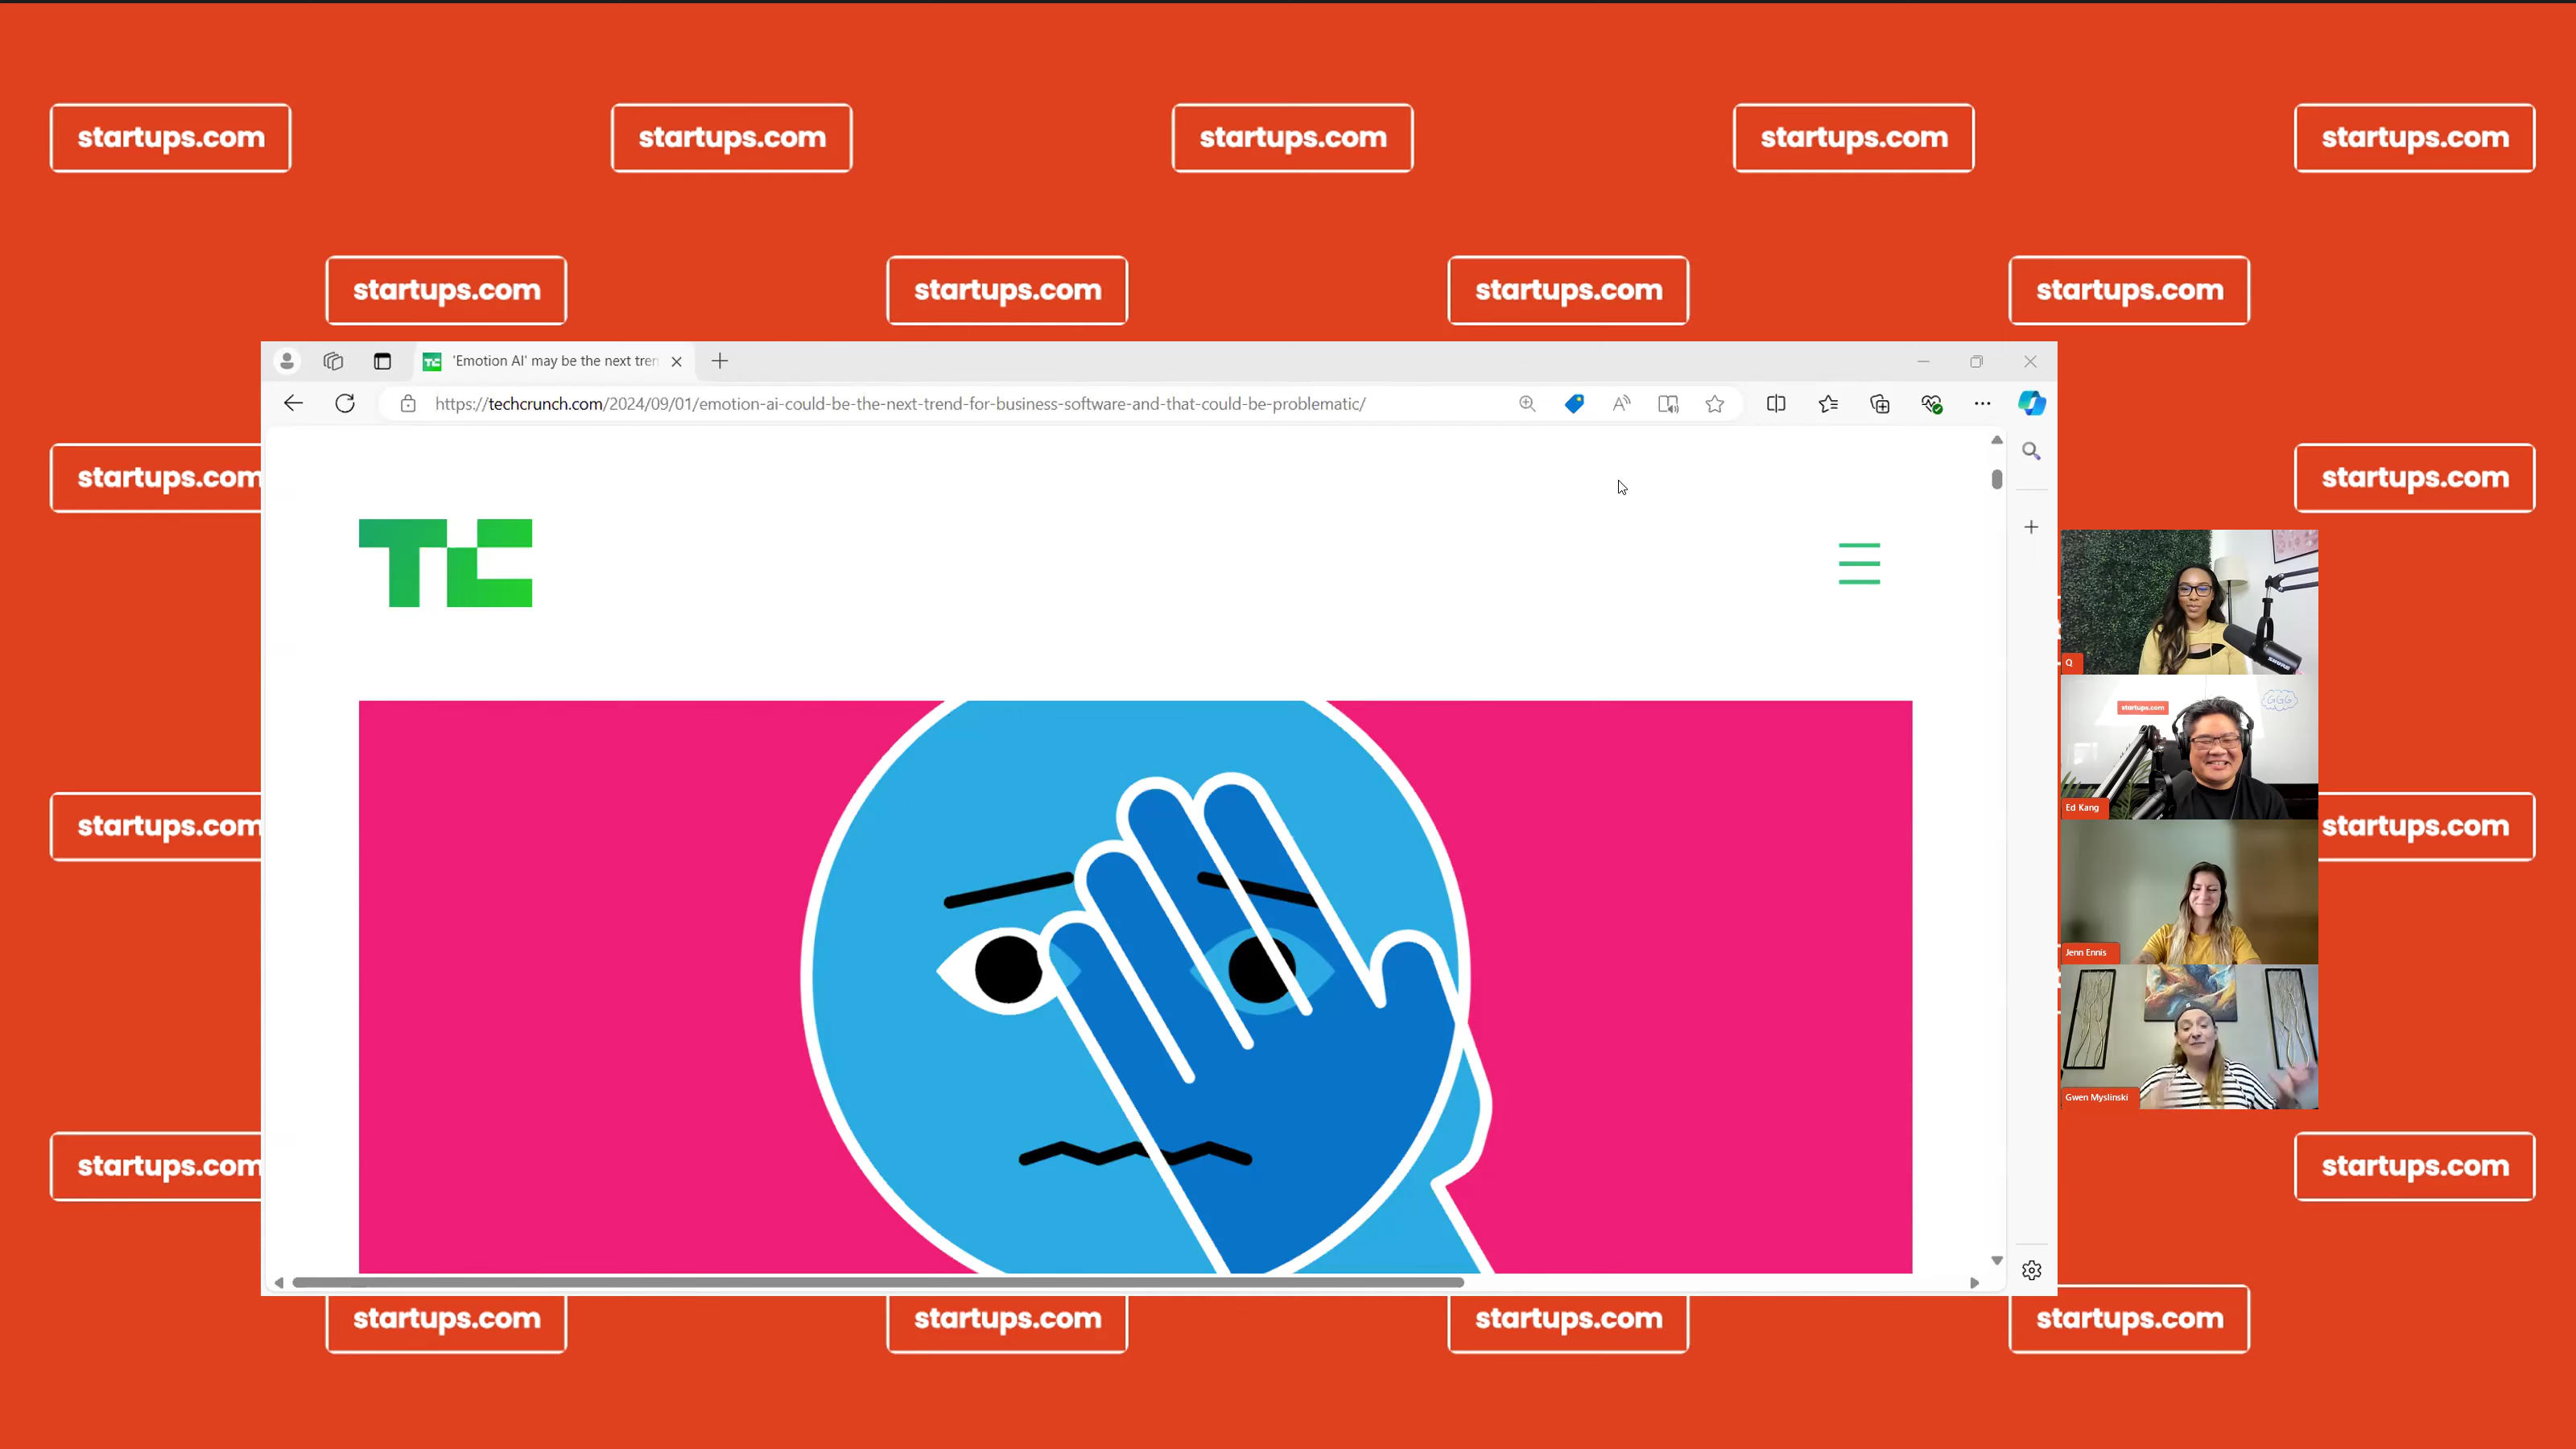 startups.com startups.com startups.com startups.com startups.com
startups.com startups.com startups.com startups.com
'Emotion AI' may be the next tren
https://techcrunch.com/2024/09/01/emotion-ai-could-be-the-next-trend-for-business-software-and-that-could-be-problematic/
startups.com startups.com
TC
Q
startups.com GGG
Ed Kang
startups.com startups.com
Jenn Ennis
Gwen Myslinski
startups.com startups.com
startups.com startups.com startups.com startups.com